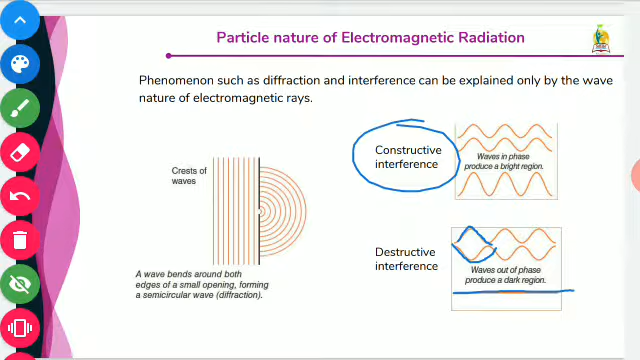 Particle nature of Electromagnetic Radiation
Phenomenon such as diffraction and interference can be explained only by the wave
nature of electromagnetic rays.
Crests of
waves
A wave bends around both
edges of a small opening, forming
a semicircular wave (diffraction).
Constructive
interference
Waves in phase
produce a bright region.
Destructive
interference
Waves out of phase
produce a dark region.